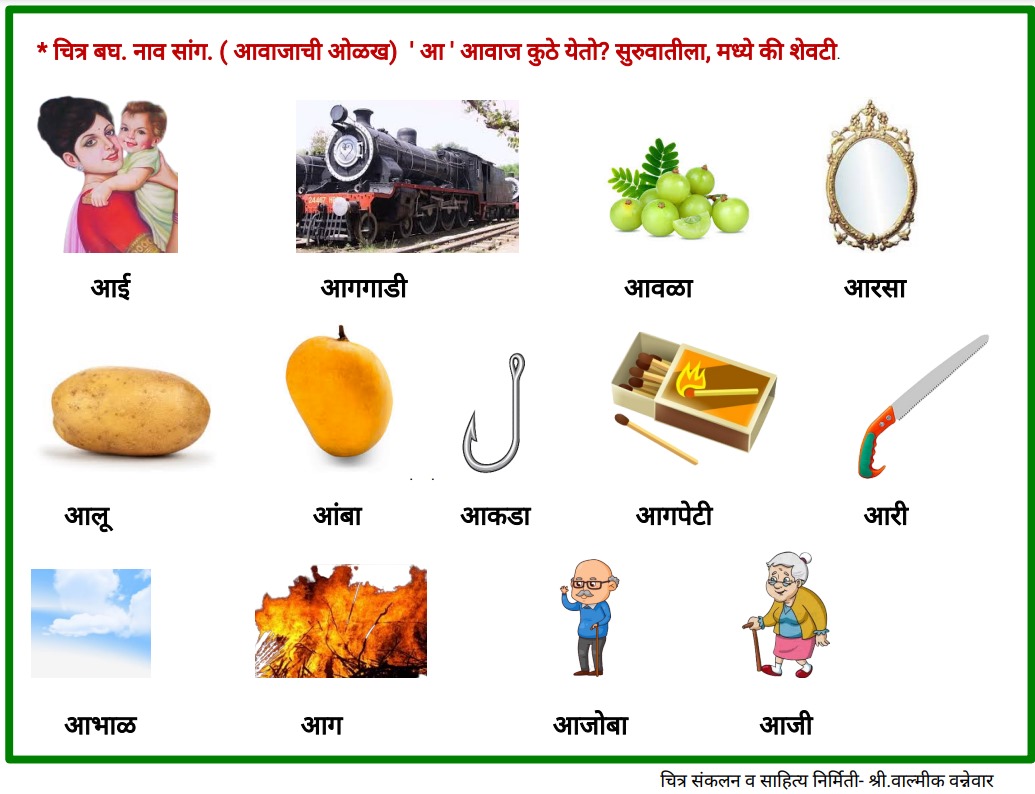 * चित्र बघ. नाव सांग. ( आवाजाची ओळख) ' आ ' आवाज कुठे येतो? सुरुवातीला, मध्ये की शेवटी.
आई आगगाडी आवळा आरसा
आलू आंबा आकडा आगपेटी आरी
आभाळ आग आजोबा आजी
चित्र संकलन व साहित्य निर्मिती- श्री.वाल्मीक वन्नेवार